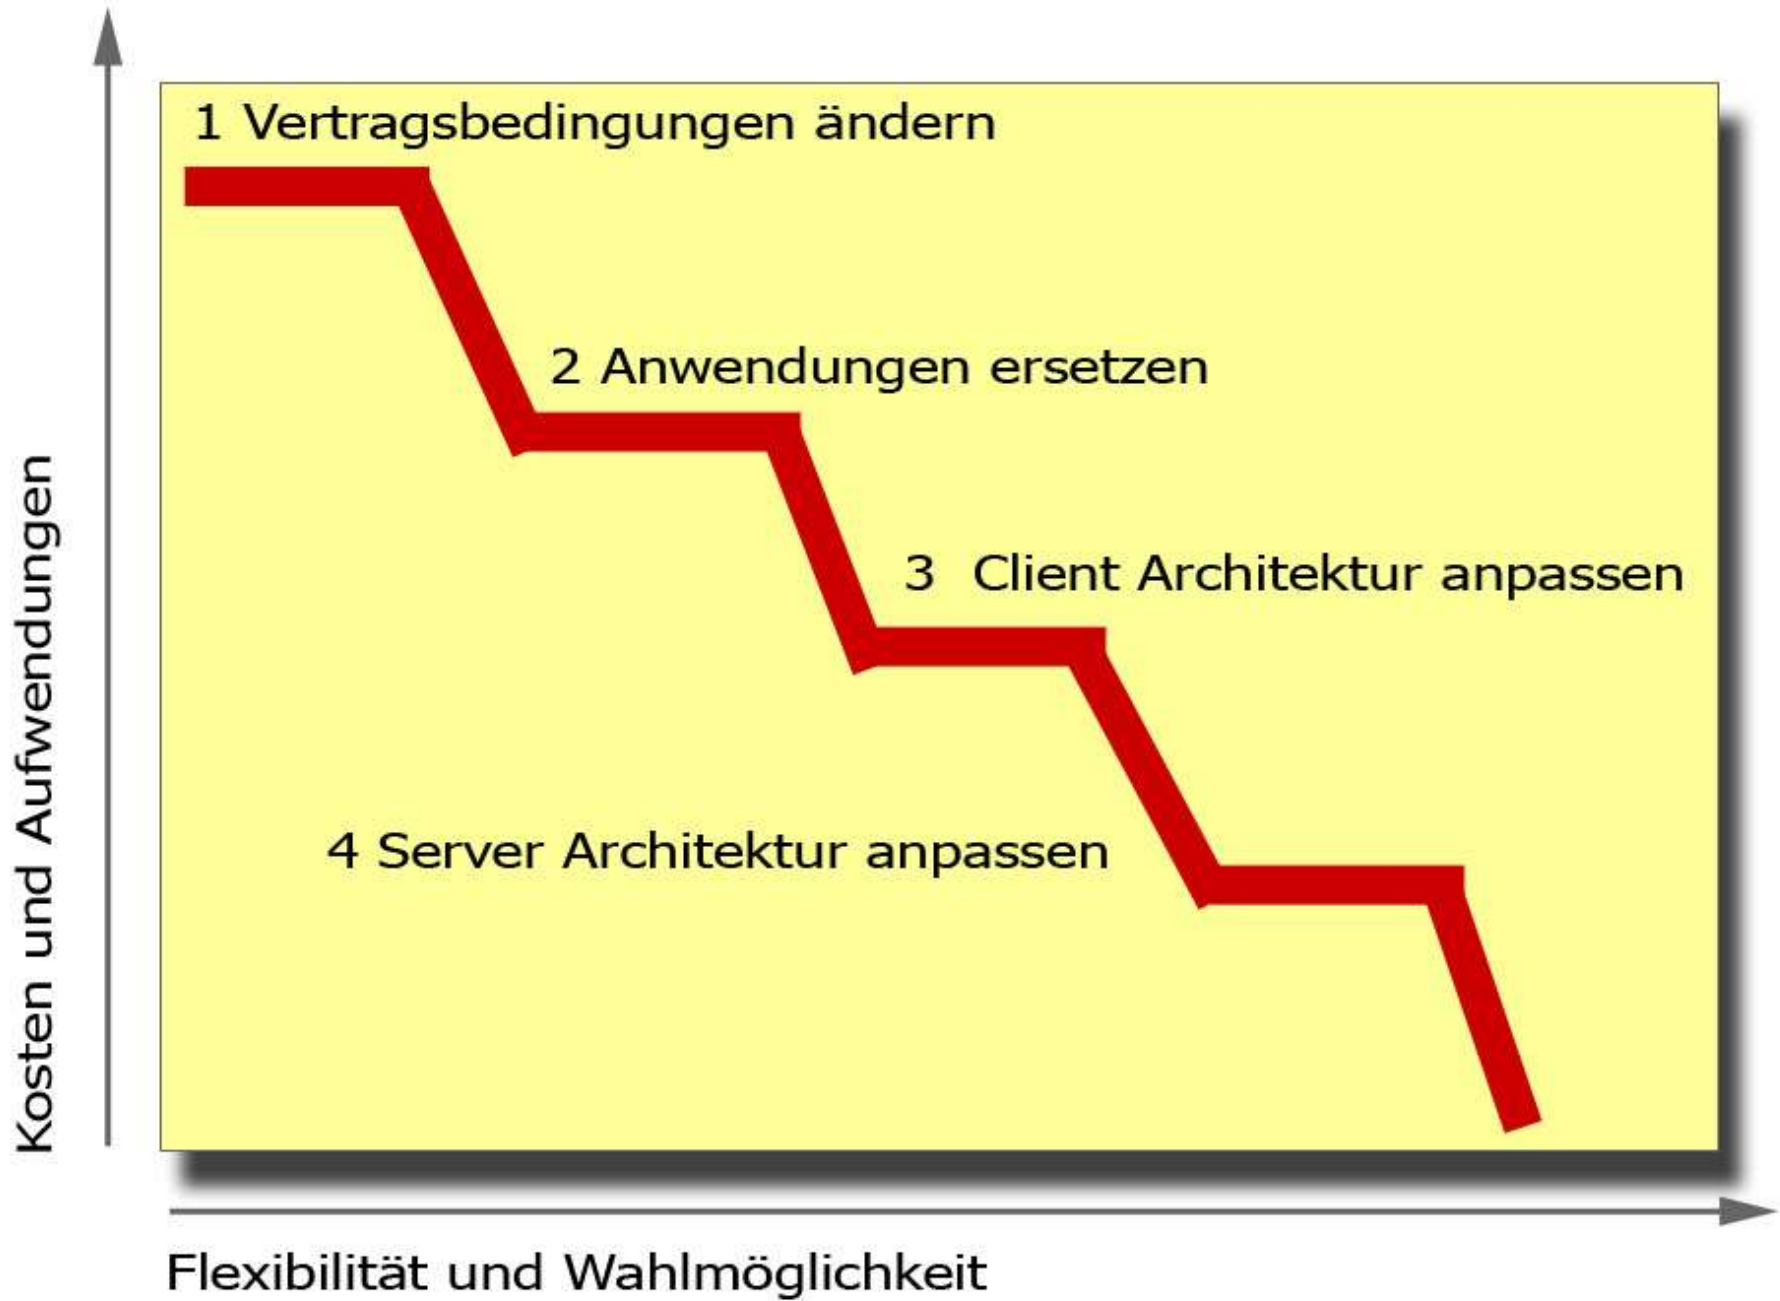 1 Vertragsbedingungen ändern
2 Anwendungen ersetzen
3 Client Architektur anpassen
4 Server Architektur anpassen
Kosten und Aufwendungen
Flexibilität und Wahlmöglichkeit